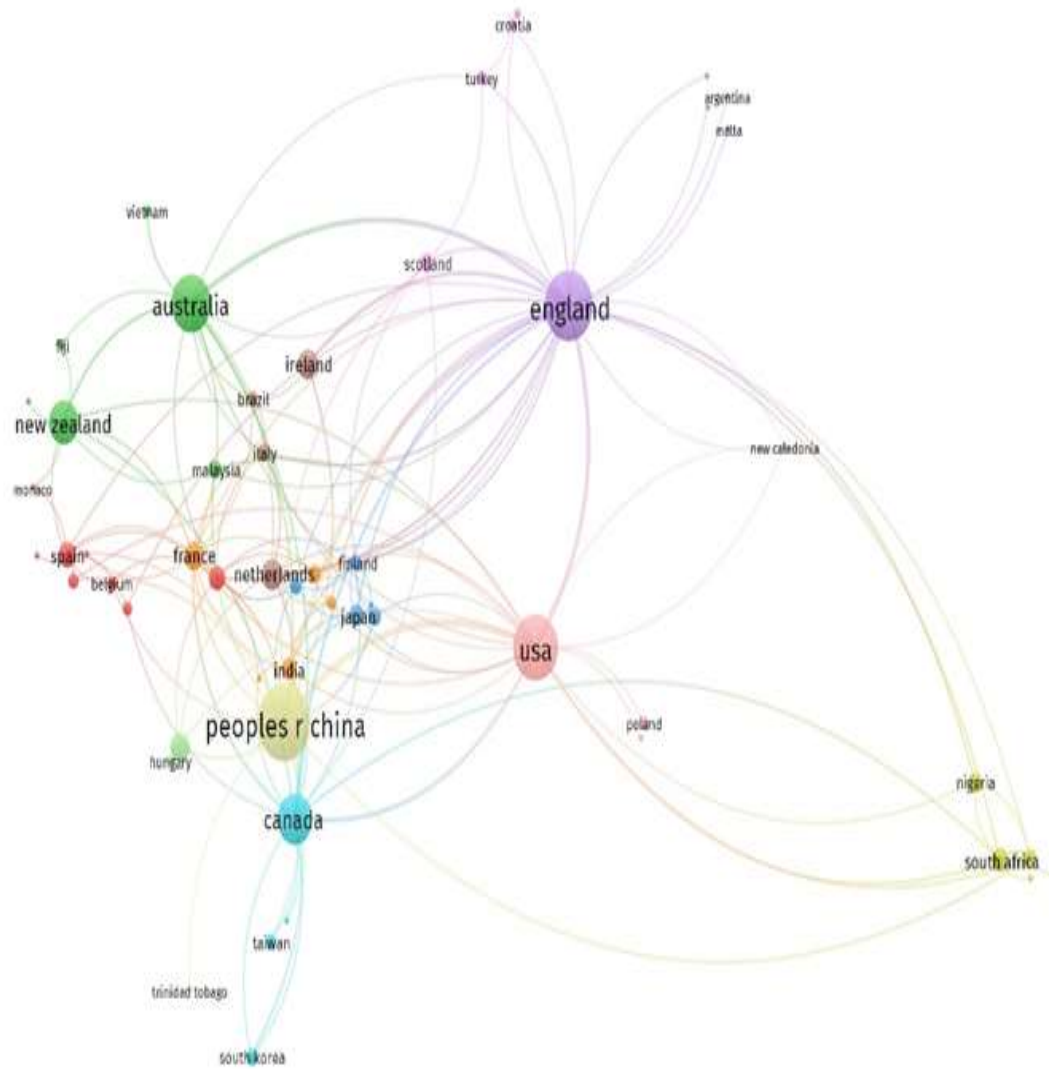 croatia
turkey
argentina
malta
vietnam
scotland
australia
england
fiji
ireland
brazil
new zealand
new caledonia
italy
malaysia
monaco
spain
france
finland
netherlands
belgium
japan
usa
india
peoples r china
poland
hungary
nigeria
canada
south africa
taiwan
trinidad tobago
south korea